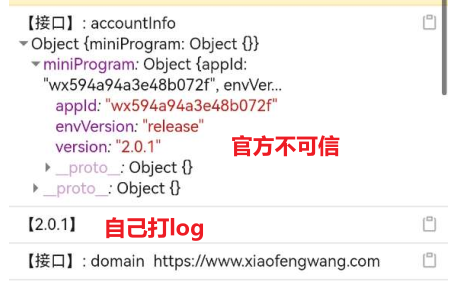 【接口】: accountInfo
Object {miniProgram: Object {}}
miniProgram: Object {appId:
"wx594a94a3e48b072f", envVer...
appId: "wx594a94a3e48b072f"
envVersion: "release"
version: "2.0.1"
官方不可信
__proto__: Object {}
__proto__: Object {}
【2.0.1】
自己打log
【接口】: domain https://www.xiaofengwang.com